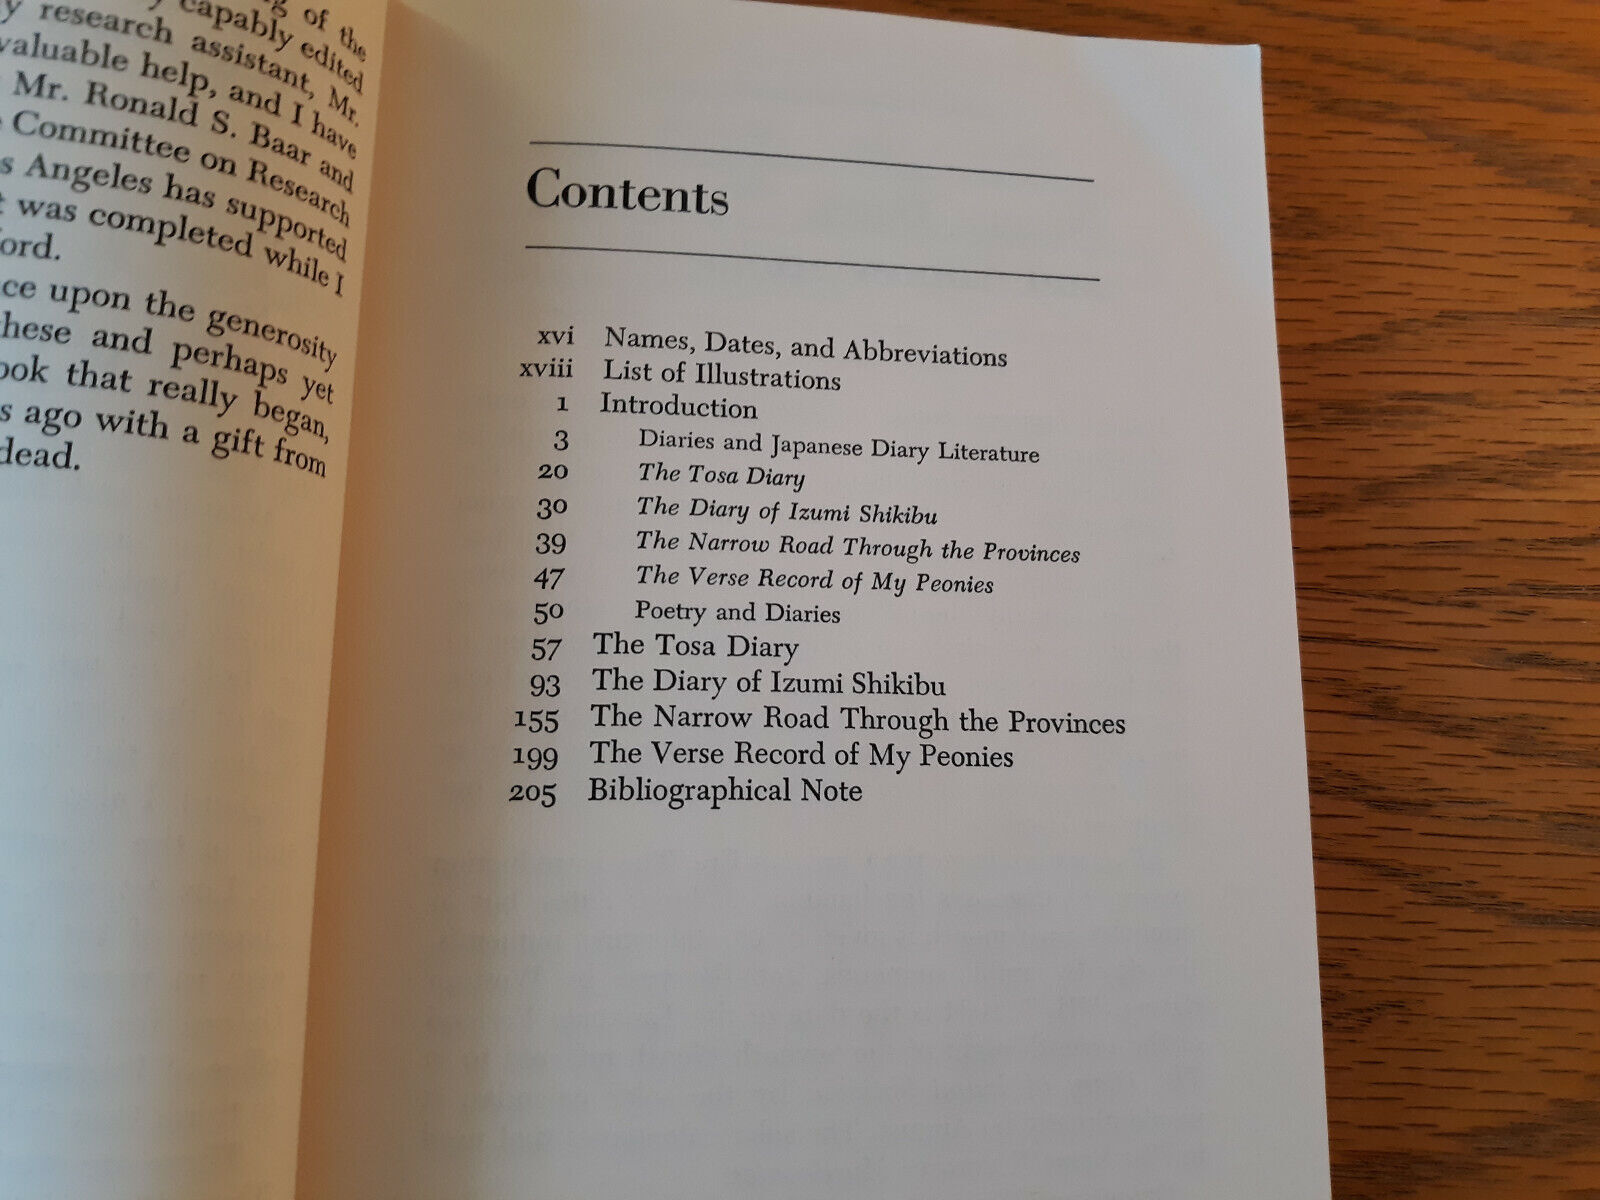 g of the
y capably edited
y research assistant, Mr.
valuable help, and I have
Mr. Ronald S. Baar and
Committee on Research
s Angeles has supported
t was completed while I
ford.
ce upon the generosity
these and perhaps yet
ook that really began,
s ago with a gift from
dead.
Contents
xvi Names, Dates, and Abbreviations
xviii List of Illustrations
1 Introduction
3 Diaries and Japanese Diary Literature
20 The Tosa Diary
30 The Diary of Izumi Shikibu
39 The Narrow Road Through the Provinces
47 The Verse Record of My Peonies
50 Poetry and Diaries
57 The Tosa Diary
93 The Diary of Izumi Shikibu
155 The Narrow Road Through the Provinces
199 The Verse Record of My Peonies
205 Bibliographical Note